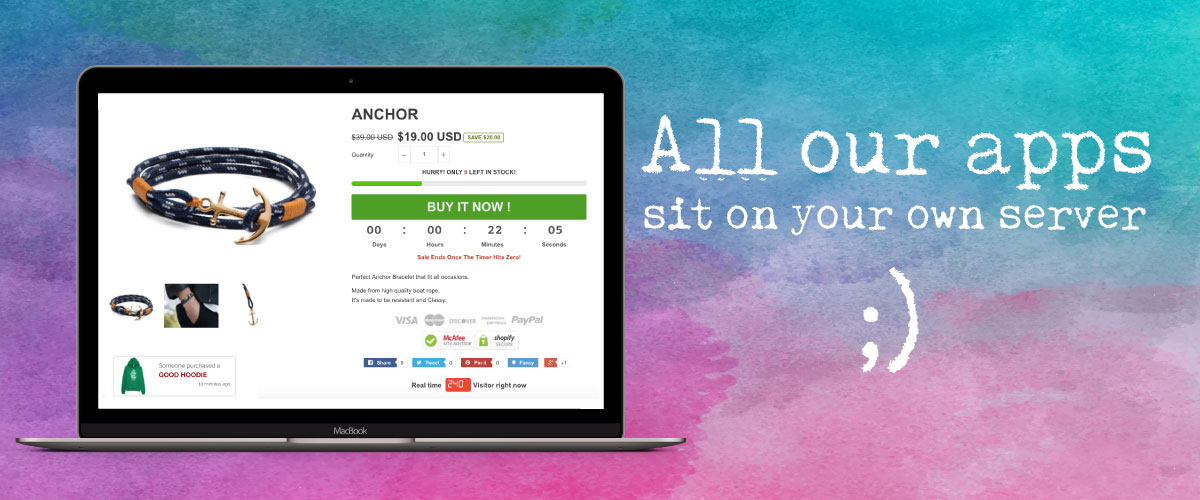 ANCHOR
$39.00 USD $19.00 USD SAVE $20.00
Quantity − 1 +
HURRY! ONLY 8 LEFT IN STOCK!
BUY IT NOW !
00 : 00 : 22 : 05
Days Hours Minutes Seconds
Sale Ends Once The Timer Hits Zero!
Perfect Anchor Bracelet that fit all occasions.
Made from high quality boat rope.
It's made to be resistant and Classy.
VISA MasterCard DISCOVER AMERICAN EXPRESS PayPal
McAfee SITE ADVISOR shopify SECURE
Share 0 Tweet 0 Pin it 0 Fancy +1
Real time 240 Visitor right now
Someone purchased a
GOOD HOODIE
13 minutes ago
MacBook
All our apps
sit on your own server
;)